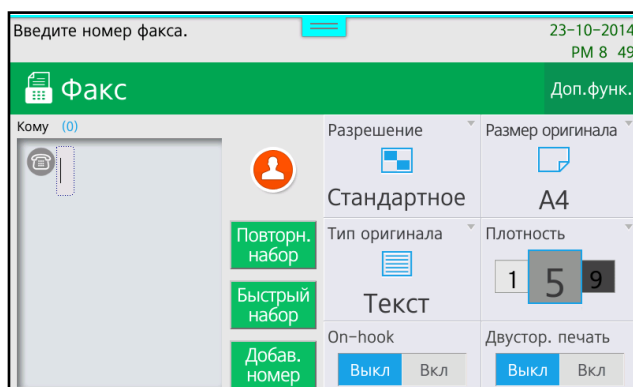 Введите номер факса.
23-10-2014
PM 8 49
Факс
Доп.функ.
Кому (0)
Повторн.
набор
Быстрый
набор
Добав.
номер
Разрешение
Стандартное
Размер оригинала
A4
Тип оригинала
Текст
Плотность
1 5 9
On-hook
Выкл Вкл
Двустор. печать
Выкл Вкл